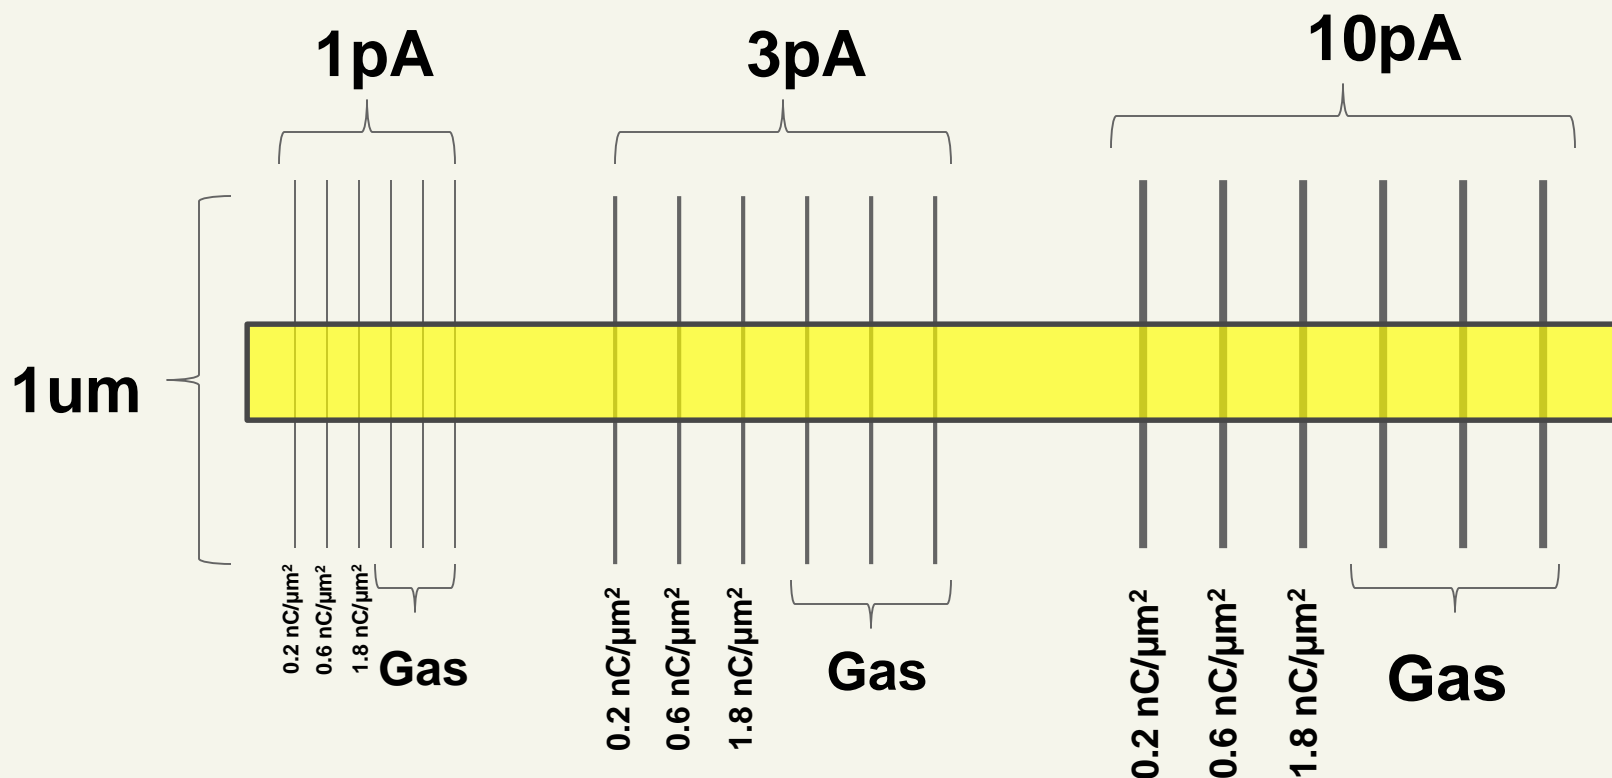 1pA
3pA
10pA
1um
0.2 nC/µm²
0.6 nC/µm²
1.8 nC/µm²
Gas
0.2 nC/µm²
0.6 nC/µm²
1.8 nC/µm²
Gas
0.2 nC/µm²
0.6 nC/µm²
1.8 nC/µm²
Gas